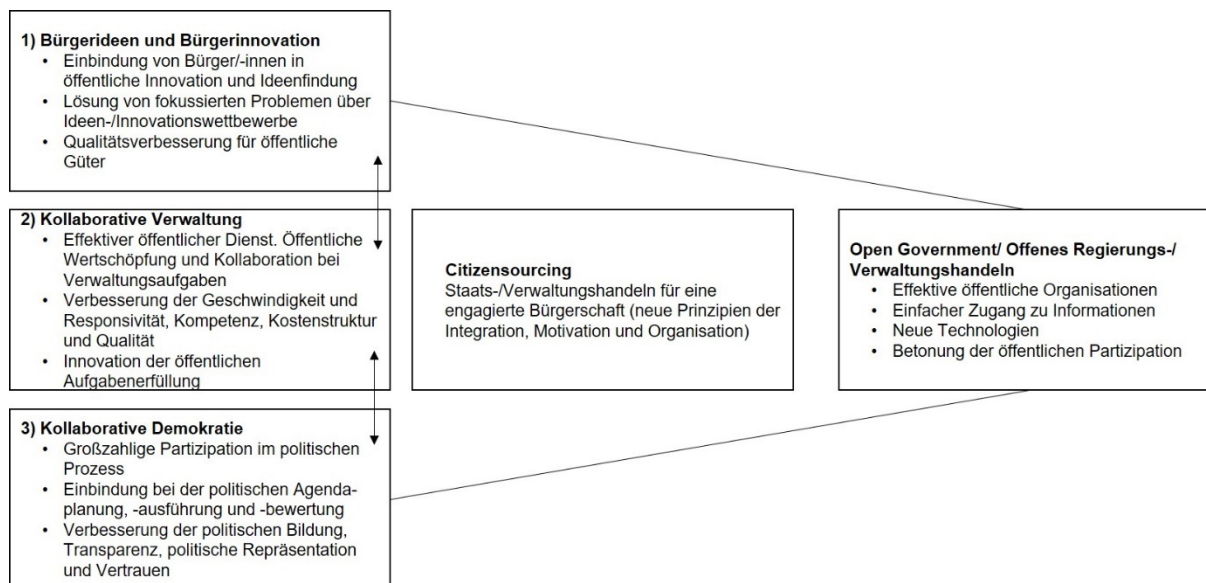 1) Bürgerideen und Bürgerinnovation
• Einbindung von Bürger/-innen in
öffentliche Innovation und Ideenfindung
• Lösung von fokussierten Problemen über
Ideen-/Innovationswettbewerbe
• Qualitätsverbesserung für öffentliche
Güter
2) Kollaborative Verwaltung
• Effektiver öffentlicher Dienst. Öffentliche
Wertschöpfung und Kollaboration bei
Verwaltungsaufgaben
• Verbesserung der Geschwindigkeit und
Responsivität, Kompetenz, Kostenstruktur
und Qualität
• Innovation der öffentlichen
Aufgabenerfüllung
3) Kollaborative Demokratie
• Großzahlige Partizipation im politischen
Prozess
• Einbindung bei der politischen Agenda-
planung, -ausführung und -bewertung
• Verbesserung der politischen Bildung,
Transparenz, politische Repräsentation
und Vertrauen
Citizensourcing
Staats-/Verwaltungshandeln für eine
engagierte Bürgerschaft (neue Prinzipien der
Integration, Motivation und Organisation)
Open Government/ Offenes Regierungs-/
Verwaltungshandeln
• Effektive öffentliche Organisationen
• Einfacher Zugang zu Informationen
• Neue Technologien
• Betonung der öffentlichen Partizipation